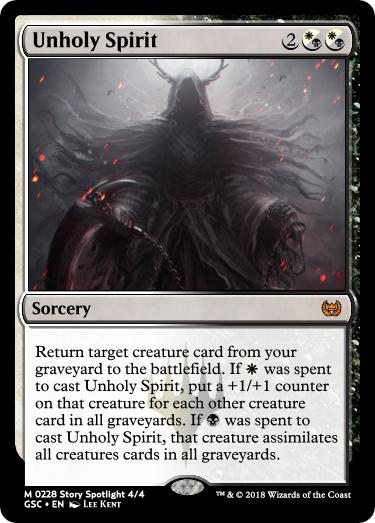 Unholy Spirit 2
Sorcery
Return target creature card from your
graveyard to the battlefield. If was spent
to cast Unholy Spirit, put a +1/+1 counter
on that creature for each other creature
card in all graveyards. If was spent to
cast Unholy Spirit, that creature assimilates
all creatures cards in all graveyards.
M 0228 Story Spotlight 4/4
GSC • EN Lee Kent
™ & © 2018 Wizards of the Coast